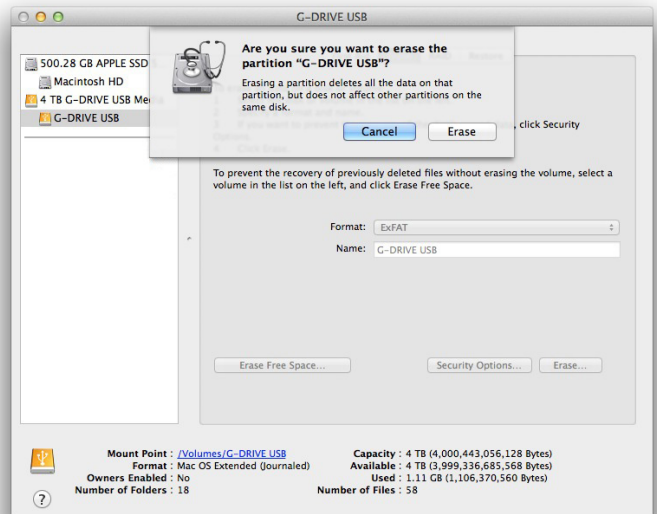 G-DRIVE USB
Are you sure you want to erase the
partition "G-DRIVE USB"?
Erasing a partition deletes all the data on that
partition, but does not affect other partitions on the
same disk.
Cancel
Erase
500.28 GB APPLE SSD
Macintosh HD
4 TB G-DRIVE USB Me
G-DRIVE USB
, click Security
Options.
4 Click Erase.
To prevent the recovery of previously deleted files without erasing the volume, select a
volume in the list on the left, and click Erase Free Space.
Format: ExFAT
Name: G-DRIVE USB
Erase Free Space...
Security Options...
Erase...
Mount Point : /Volumes/G-DRIVE USB
Format : Mac OS Extended (Journaled)
Owners Enabled : No
Number of Folders : 18
Capacity : 4 TB (4,000,443,056,128 Bytes)
Available : 4 TB (3,999,336,685,568 Bytes)
Used : 1.11 GB (1,106,370,560 Bytes)
Number of Files : 58
?